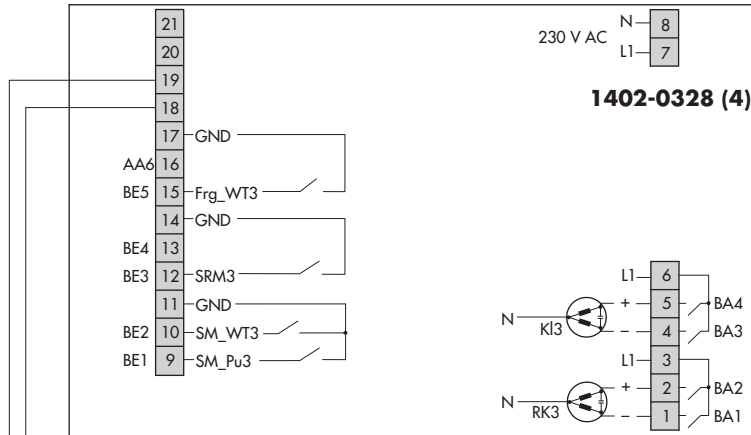 21
20
19
18
17 GND
AA6 16
BE5 15 Frg_WT3
14 GND
BE4 13
BE3 12 SRM3
11 GND
BE2 10 SM_WT3
BE1 9 SM_Pu3
230 V AC
N 8
L1 7
1402-0328 (4)
L1 6
+ 5 BA4
N Kl3
− 4 BA3
L1 3
+ 2 BA2
N RK3
− 1 BA1